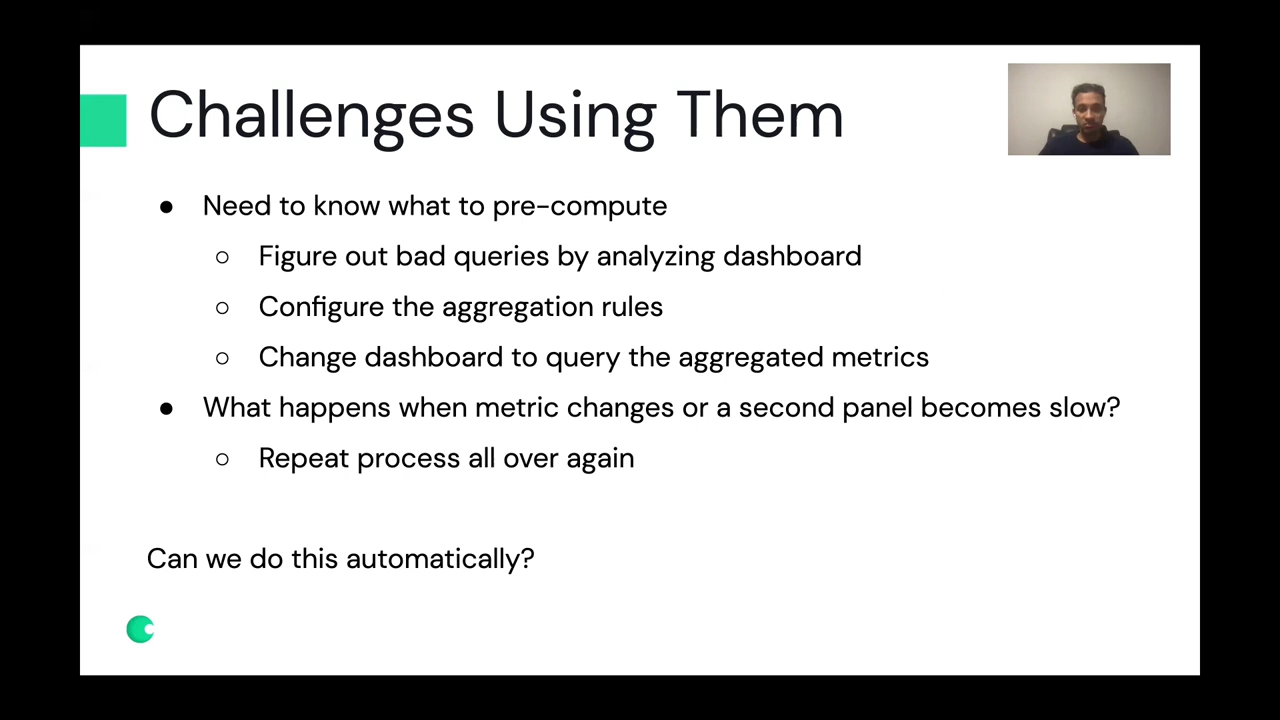 Challenges Using Them
● Need to know what to pre-compute
○ Figure out bad queries by analyzing dashboard
○ Configure the aggregation rules
○ Change dashboard to query the aggregated metrics
● What happens when metric changes or a second panel becomes slow?
○ Repeat process all over again
Can we do this automatically?